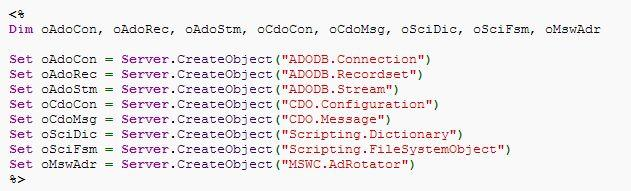 <%
Dim oAdoCon, oAdoRec, oAdoStm, oCdoCon, oCdoMsg, oSciDic, oSciFsm, oMswAdr
Set oAdoCon = Server.CreateObject("ADODB.Connection")
Set oAdoRec = Server.CreateObject("ADODB.Recordset")
Set oAdoStm = Server.CreateObject("ADODB.Stream")
Set oCdoCon = Server.CreateObject("CDO.Configuration")
Set oCdoMsg = Server.CreateObject("CDO.Message")
Set oSciDic = Server.CreateObject("Scripting.Dictionary")
Set oSciFsm = Server.CreateObject("Scripting.FileSystemObject")
Set oMswAdr = Server.CreateObject("MSWC.AdRotator")
%>